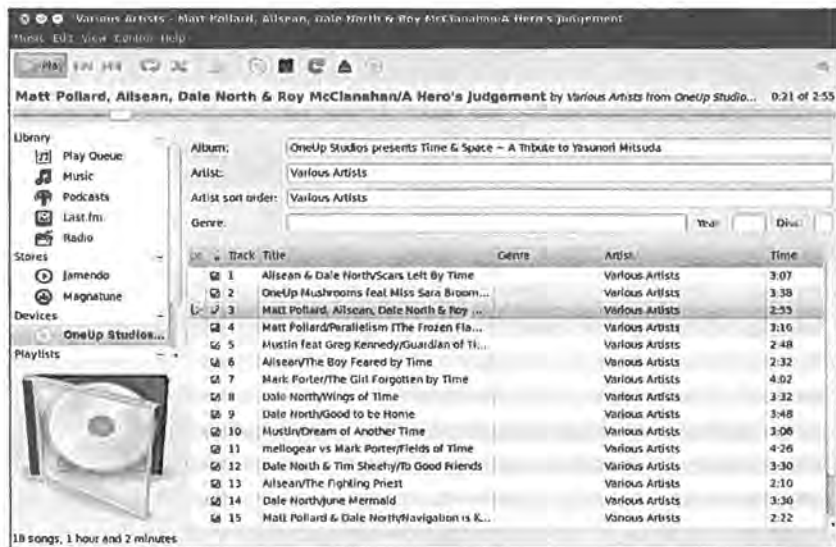 Various Artists - Matt Pollard, Ailsean, Dale North & Roy McClanahan/A Hero's Judgement
Music Edit View Control Help
Play
Matt Pollard, Ailsean, Dale North & Roy McClanahan/A Hero's Judgement by Various Artists from OneUp Studio... 0:21 of 2:55
Library
Play Queue
Music
Podcasts
Last.fm
Radio
Stores
Jamendo
Magnatune
Devices
OneUp Studios...
Playlists
Album: OneUp Studios presents Time & Space ~ A Tribute to Yasunori Mitsuda
Artist: Various Artists
Artist sort order: Various Artists
Genre: Year: Disc:
Track Title Genre Artist Time
1 Ailsean & Dale North/Scars Left By Time Various Artists 3:07
2 OneUp Mushrooms feat Miss Sara Broom... Various Artists 3:38
3 Matt Pollard, Ailsean, Dale North & Roy ... Various Artists 2:55
4 Matt Pollard/Parallelism (The Frozen Fla... Various Artists 3:16
5 Mustin feat Greg Kennedy/Guardian of Ti... Various Artists 2:48
6 Ailsean/The Boy Feared by Time Various Artists 2:32
7 Mark Porter/The Girl Forgotten by Time Various Artists 4:02
8 Dale North/Wings of Time Various Artists 3:32
9 Dale North/Good to be Home Various Artists 3:48
10 Mustin/Dream of Another Time Various Artists 3:06
11 mellogear vs Mark Porter/Fields of Time Various Artists 4:26
12 Dale North & Tim Sheehy/To Good Friends Various Artists 3:30
13 Ailsean/The Fighting Priest Various Artists 2:10
14 Dale North/June Mermaid Various Artists 3:30
15 Matt Pollard & Dale North/Navigation is K... Various Artists 2:22
18 songs, 1 hour and 2 minutes